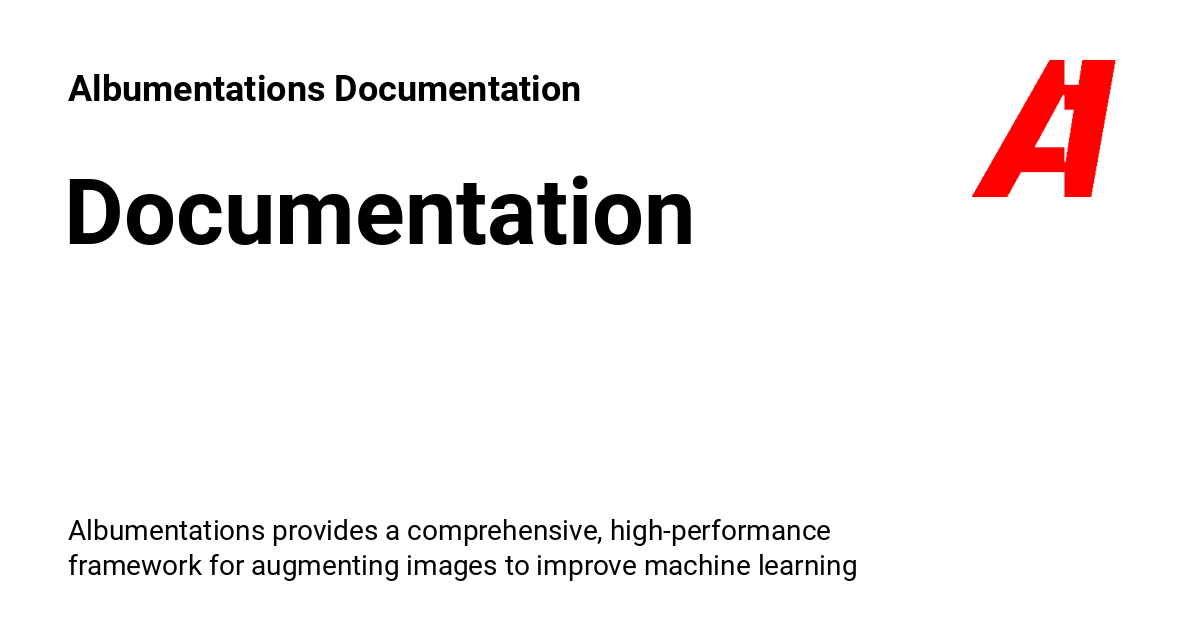 Albumentations Documentation
Documentation
Albumentations provides a comprehensive, high-performance
framework for augmenting images to improve machine learning